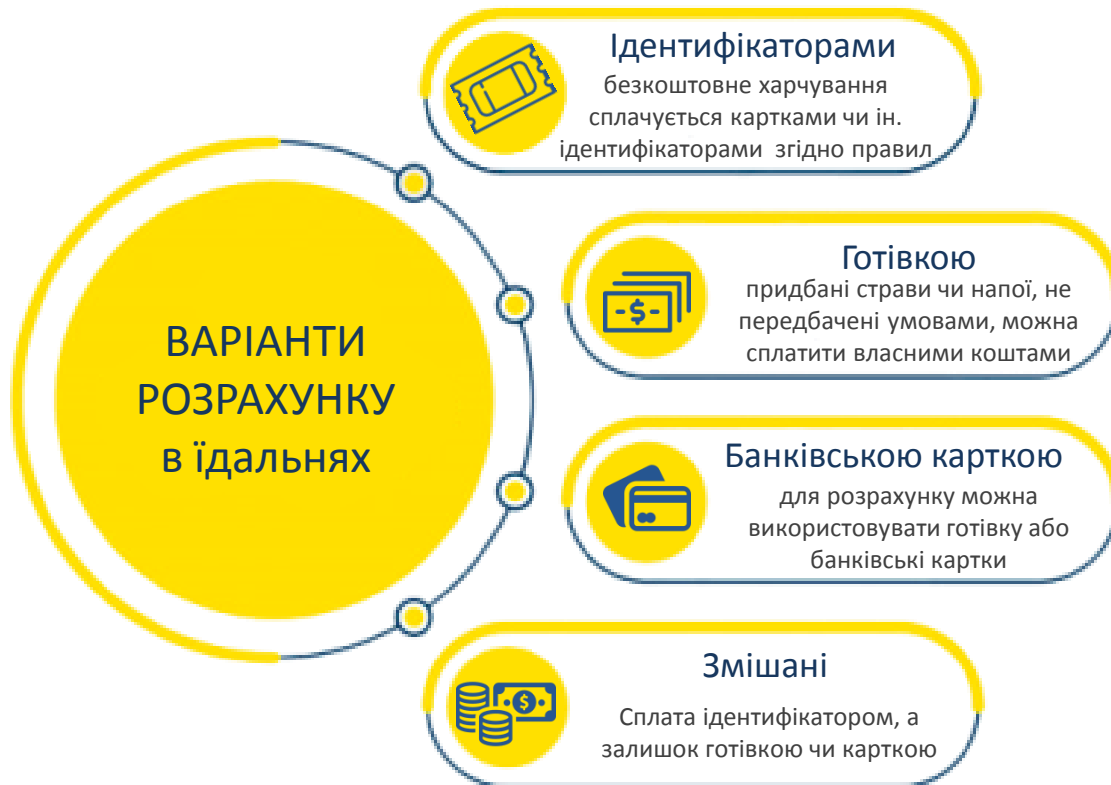 Ідентифікаторами
безкоштовне харчування
сплачується картками чи ін.
ідентифікаторами згідно правил
Готівкою
придбані страви чи напої, не
передбачені умовами, можна
сплатити власними коштами
ВАРІАНТИ
РОЗРАХУНКУ
в їдальнях
Банківською карткою
для розрахунку можна
використовувати готівку або
банківські картки
Змішані
Сплата ідентифікатором, а
залишок готівкою чи карткою